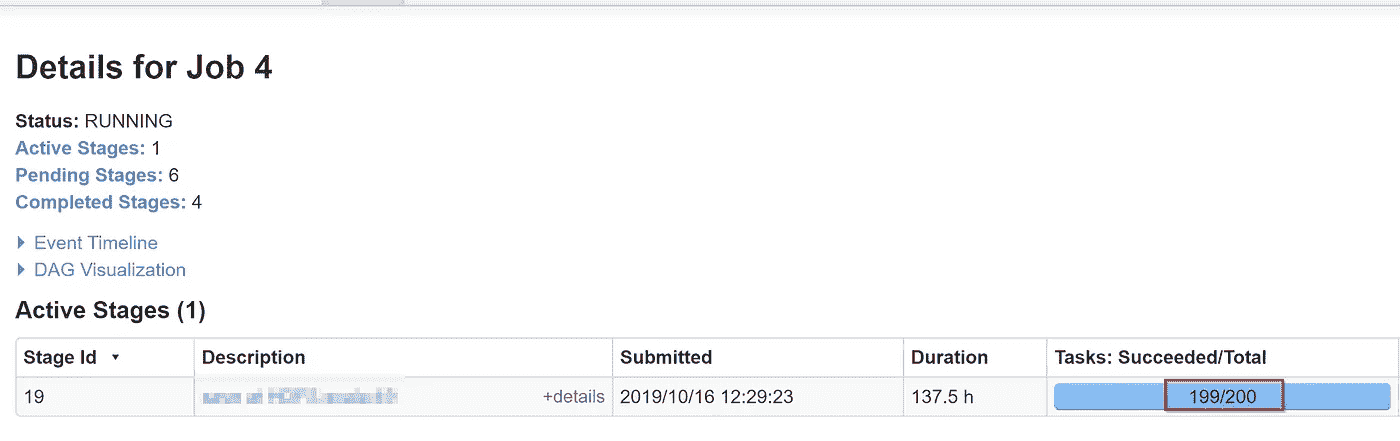 Details for Job 4
Status: RUNNING
Active Stages: 1
Pending Stages: 6
Completed Stages: 4
Event Timeline
DAG Visualization
Active Stages (1)
Stage Id Description Submitted Duration Tasks: Succeeded/Total
19 +details 2019/10/16 12:29:23 137.5 h 199/200